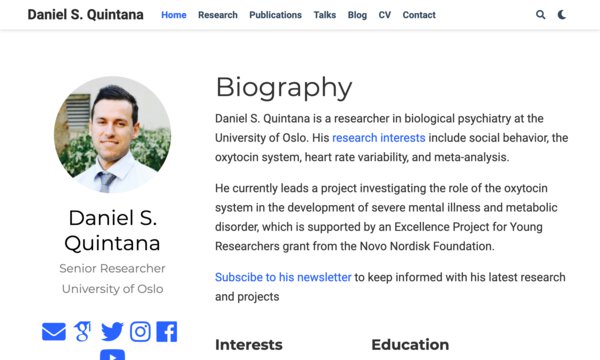 Daniel S. Quintana
Home Research Publications Talks Blog CV Contact
Daniel S.
Quintana
Senior Researcher
University of Oslo
Biography
Daniel S. Quintana is a researcher in biological psychiatry at the
University of Oslo. His research interests include social behavior, the
oxytocin system, heart rate variability, and meta-analysis.
He currently leads a project investigating the role of the oxytocin
system in the development of severe mental illness and metabolic
disorder, which is supported by an Excellence Project for Young
Researchers grant from the Novo Nordisk Foundation.
Subscibe to his newsletter to keep informed with his latest research
and projects
Interests
Education